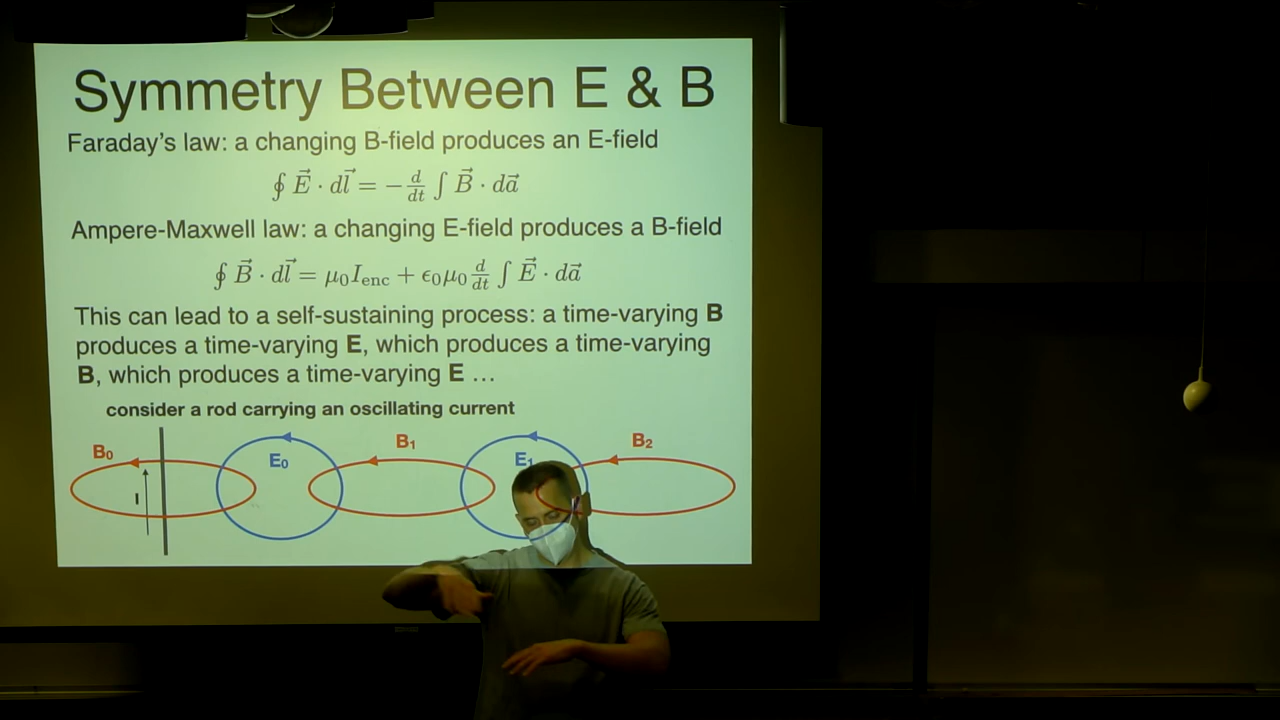 Symmetry Between E & B
Faraday's law: a changing B-field produces an E-field
∮ E⃗ · dl⃗ = − d/dt ∫ B⃗ · da⃗
Ampere-Maxwell law: a changing E-field produces a B-field
∮ B⃗ · dl⃗ = μ₀I_enc + ϵ₀μ₀ d/dt ∫ E⃗ · da⃗
This can lead to a self-sustaining process: a time-varying B
produces a time-varying E, which produces a time-varying
B, which produces a time-varying E ...
consider a rod carrying an oscillating current
B₀
E₀
B₁
E₁
B₂
I